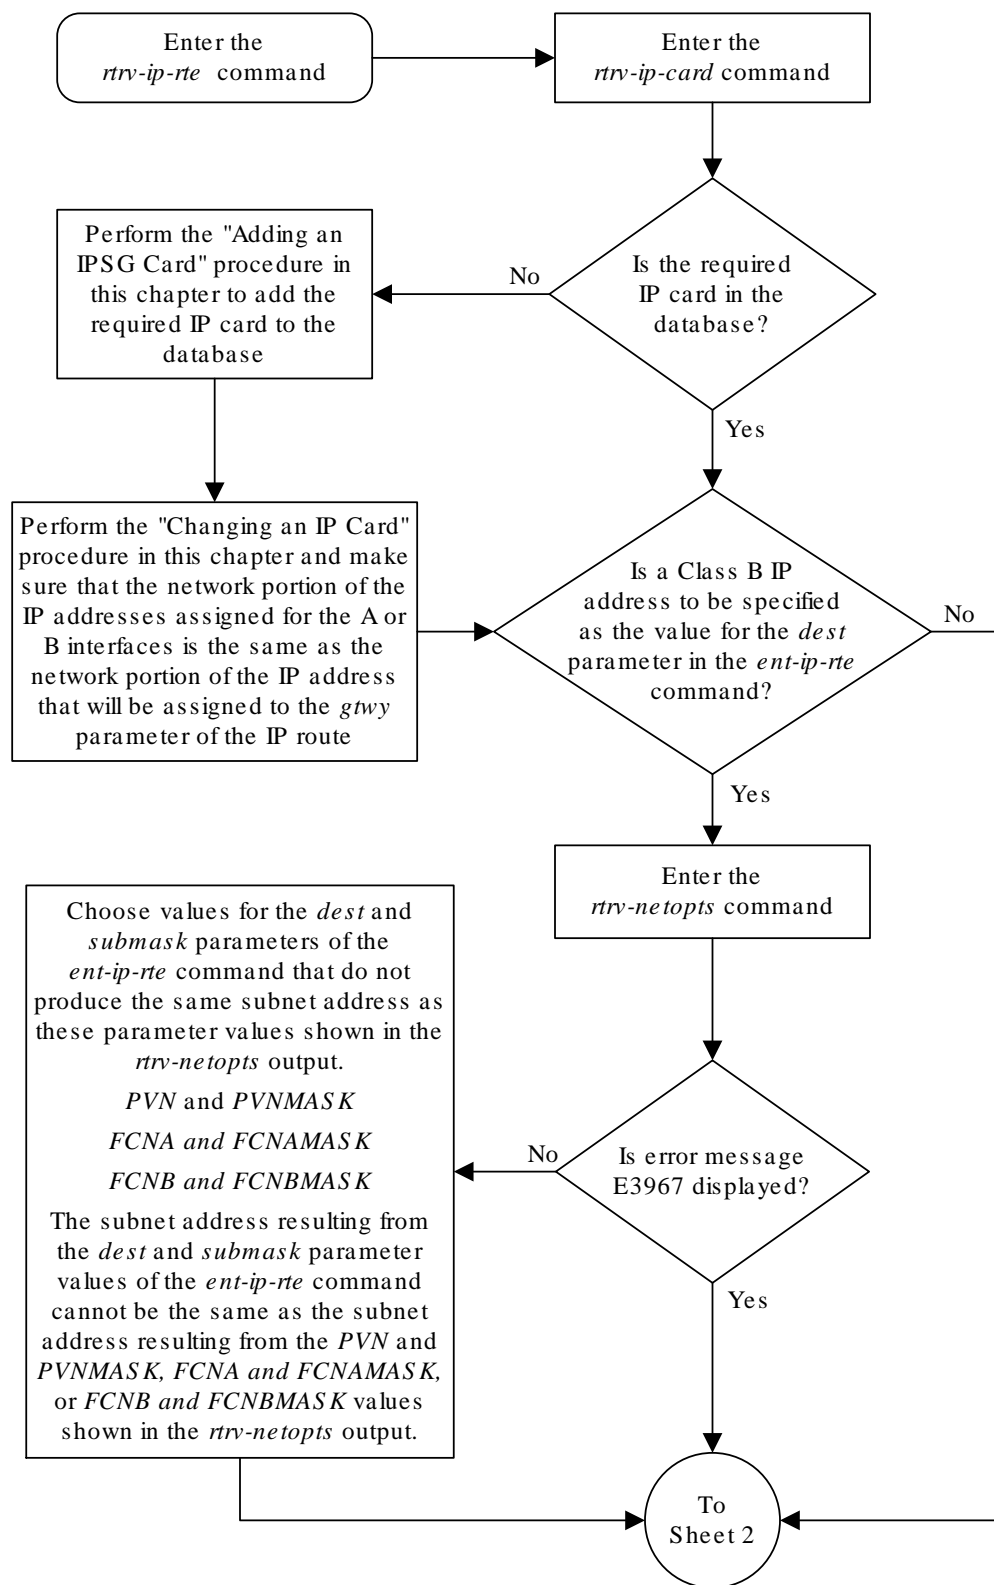 Enter the
rtrv-ip-rte command
Enter the
rtrv-ip-card command
Is the required
IP card in the
database?
No
Yes
Perform the "Adding an
IPSG Card" procedure in
this chapter to add the
required IP card to the
database
Perform the "Changing an IP Card"
procedure in this chapter and make
sure that the network portion of the
IP addresses assigned for the A or
B interfaces is the same as the
network portion of the IP address
that will be assigned to the gtwy
parameter of the IP route
Is a Class B IP
address to be specified
as the value for the dest
parameter in the ent-ip-rte
command?
No
Yes
Enter the
rtrv-netopts command
Is error message
E3967 displayed?
No
Yes
Choose values for the dest and
submask parameters of the
ent-ip-rte command that do not
produce the same subnet address as
these parameter values shown in the
rtrv-netopts output.
PVN and PVNMASK
FCNA and FCNAMASK
FCNB and FCNBMASK
The subnet address resulting from
the dest and submask parameter
values of the ent-ip-rte command
cannot be the same as the subnet
address resulting from the PVN and
PVNMASK, FCNA and FCNAMASK,
or FCNB and FCNBMASK values
shown in the rtrv-netopts output.
To
Sheet 2